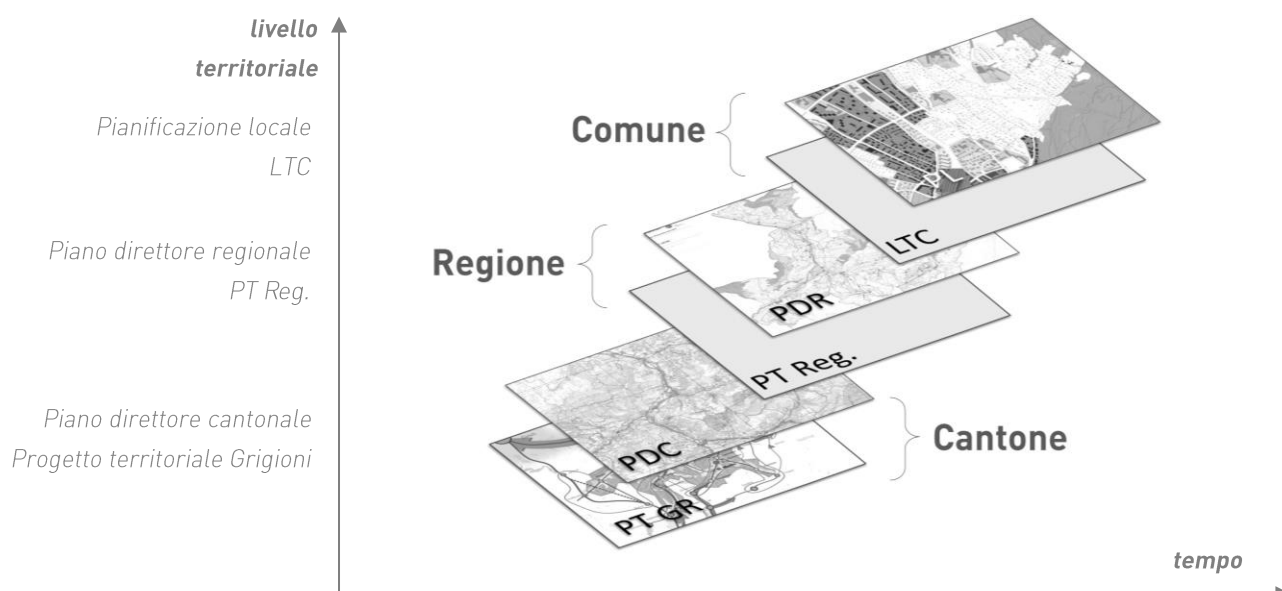 livello
territoriale
Pianificazione locale
LTC
Piano direttore regionale
PT Reg.
Piano direttore cantonale
Progetto territoriale Grigioni
Comune
PL
LTC
Regione
PDR
PT Reg.
PDC
Cantone
PT GR
tempo